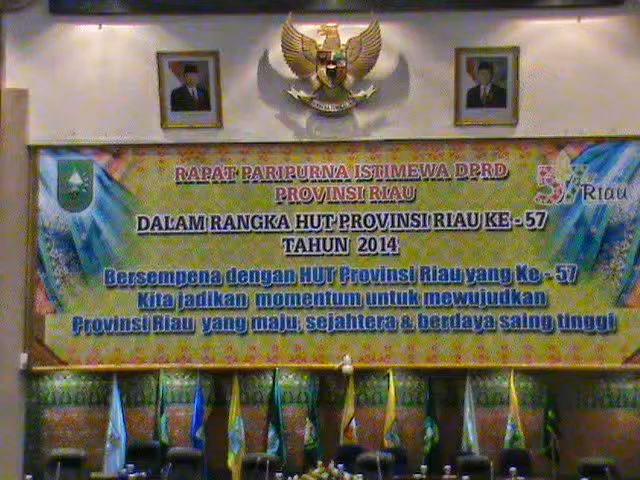 RAPAT PARIPURNA ISTIMEWA DPRD
PROVINSI RIAU
57 Riau
DALAM RANGKA HUT PROVINSI RIAU KE - 57
TAHUN 2014
Bersempena dengan HUT Provinsi Riau yang Ke - 57
Kita jadikan momentum untuk mewujudkan
Provinsi Riau yang maju, sejahtera & berdaya saing tinggi